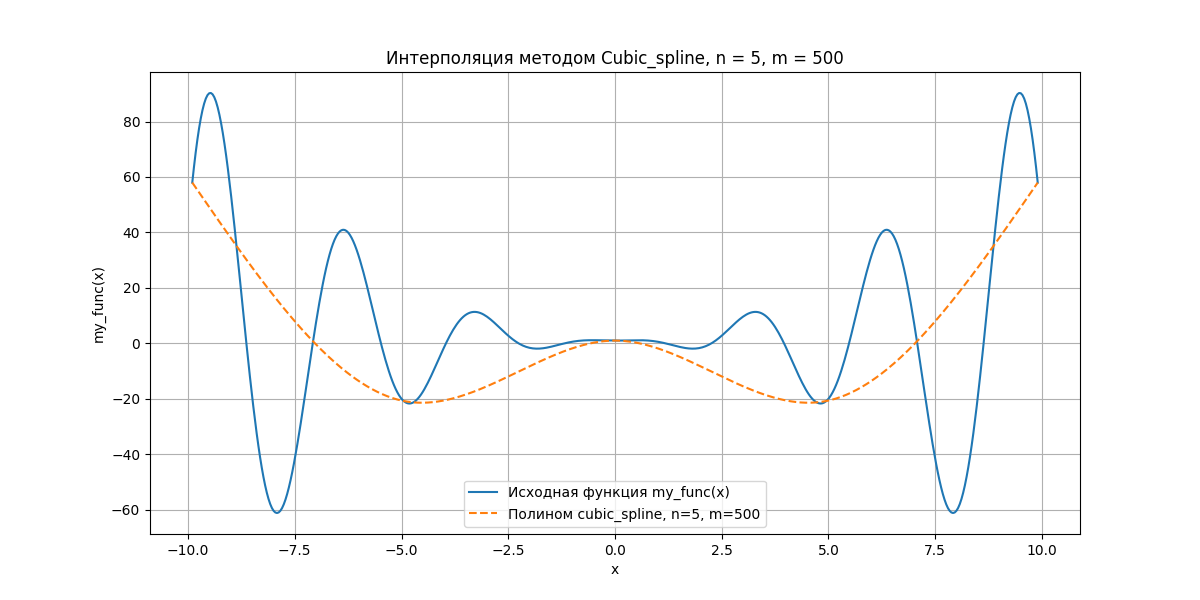 Интерполяция методом Cubic_spline, n = 5, m = 500
my_func(x)
80
60
40
20
0
−20
−40
−60
Исходная функция my_func(x)
Полином cubic_spline, n=5, m=500
−10.0 −7.5 −5.0 −2.5 0.0 2.5 5.0 7.5 10.0
x